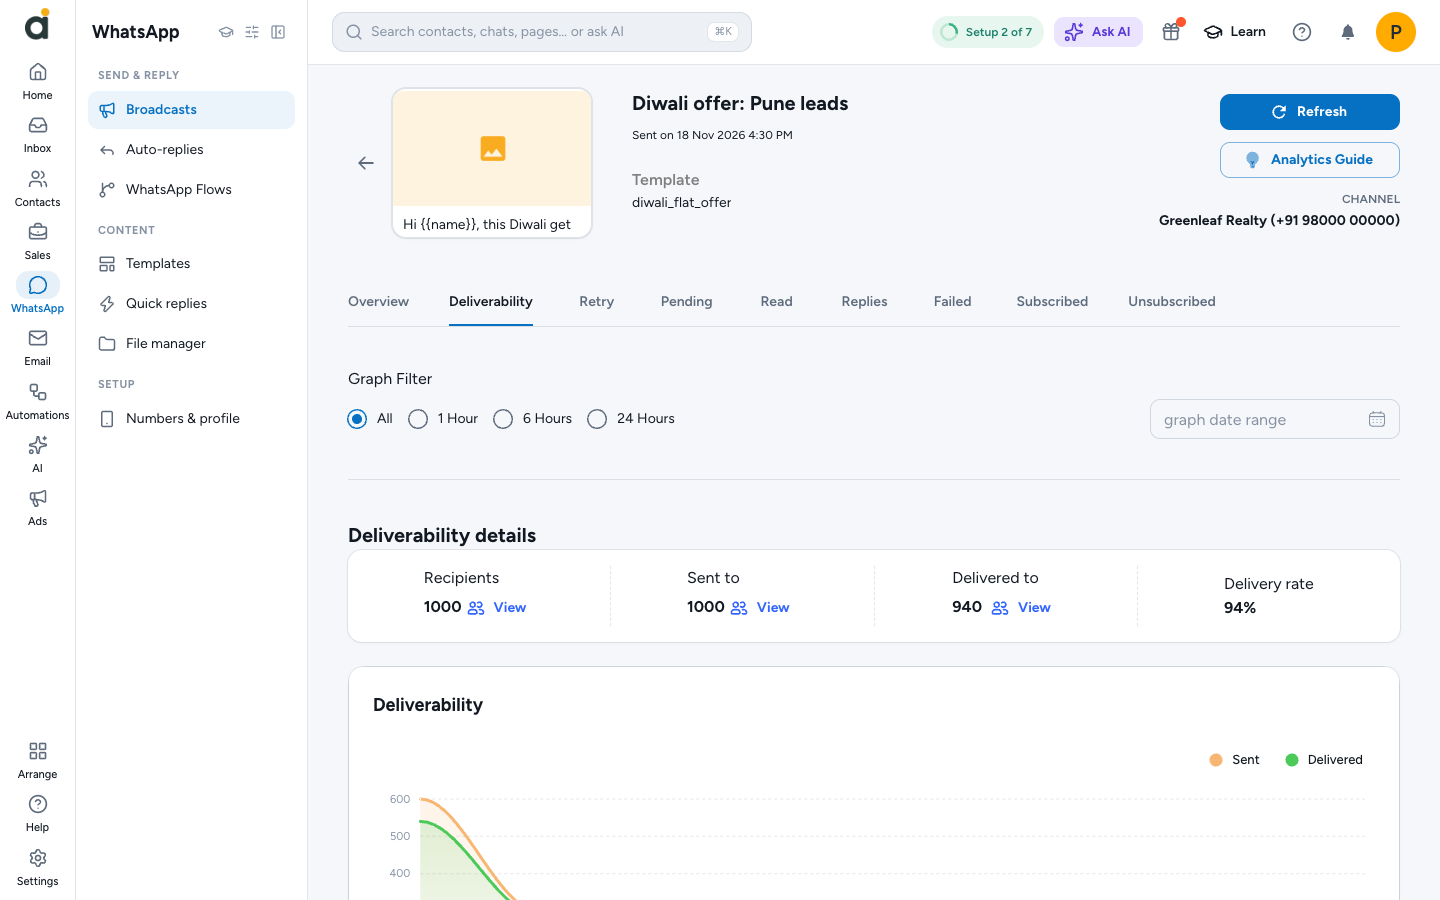 WhatsApp
Search contacts, chats, pages... or ask AI
⌘K
Setup 2 of 7
Ask AI
Learn
P
Home
Inbox
Contacts
Sales
WhatsApp
Email
Automations
AI
Ads
Arrange
Help
Settings
SEND & REPLY
Broadcasts
Auto-replies
WhatsApp Flows
CONTENT
Templates
Quick replies
File manager
SETUP
Numbers & profile
Hi {{name}}, this Diwali get
Diwali offer: Pune leads
Sent on 18 Nov 2026 4:30 PM
Template
diwali_flat_offer
Refresh
Analytics Guide
CHANNEL
Greenleaf Realty (+91 98000 00000)
Overview
Deliverability
Retry
Pending
Read
Replies
Failed
Subscribed
Unsubscribed
Graph Filter
All
1 Hour
6 Hours
24 Hours
graph date range
Deliverability details
Recipients
1000 View
Sent to
1000 View
Delivered to
940 View
Delivery rate
94%
Deliverability
Sent
Delivered
600
500
400